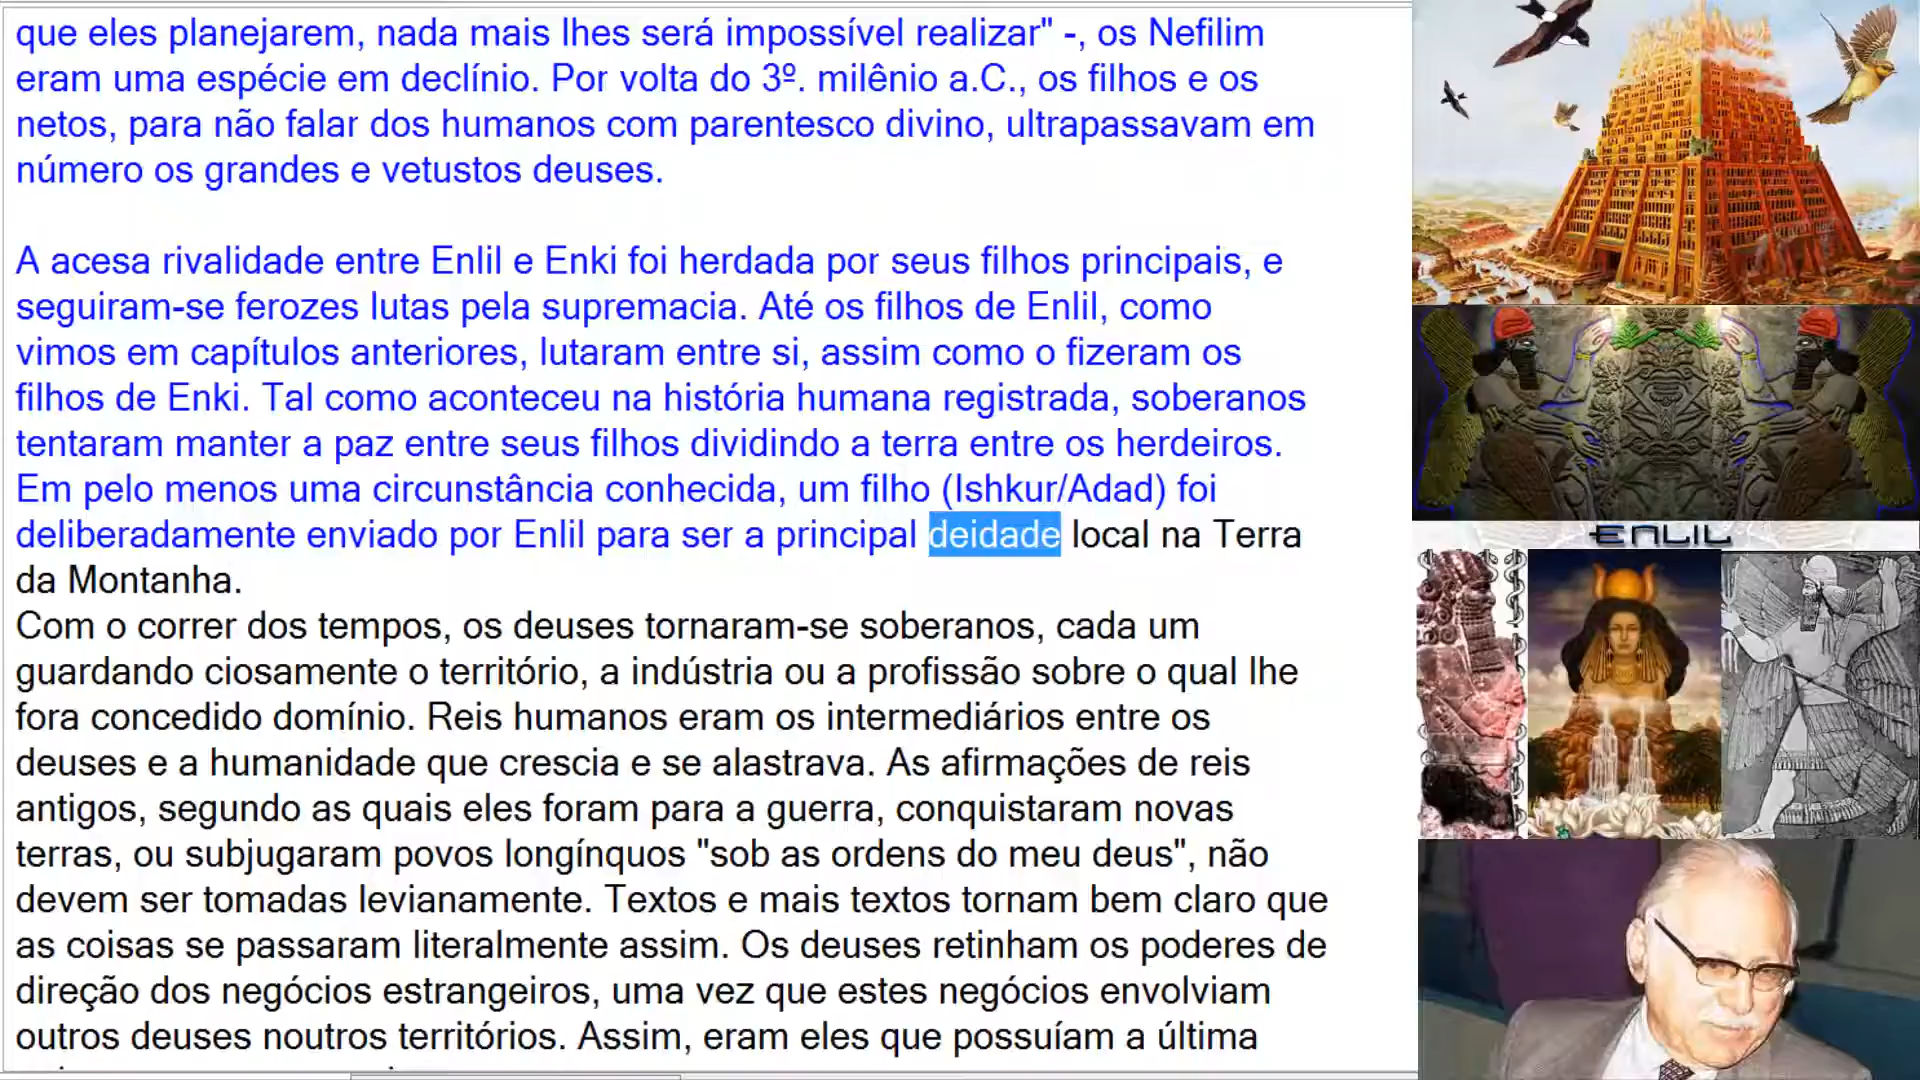 que eles planejarem, nada mais lhes será impossível realizar" -, os Nefilim
eram uma espécie em declínio. Por volta do 3º. milênio a.C., os filhos e os
netos, para não falar dos humanos com parentesco divino, ultrapassavam em
número os grandes e vetustos deuses.
A acesa rivalidade entre Enlil e Enki foi herdada por seus filhos principais, e
seguiram-se ferozes lutas pela supremacia. Até os filhos de Enlil, como
vimos em capítulos anteriores, lutaram entre si, assim como o fizeram os
filhos de Enki. Tal como aconteceu na história humana registrada, soberanos
tentaram manter a paz entre seus filhos dividindo a terra entre os herdeiros.
Em pelo menos uma circunstância conhecida, um filho (Ishkur/Adad) foi
deliberadamente enviado por Enlil para ser a principal deidade local na Terra
da Montanha.
Com o correr dos tempos, os deuses tornaram-se soberanos, cada um
guardando ciosamente o território, a indústria ou a profissão sobre o qual lhe
fora concedido domínio. Reis humanos eram os intermediários entre os
deuses e a humanidade que crescia e se alastrava. As afirmações de reis
antigos, segundo as quais eles foram para a guerra, conquistaram novas
terras, ou subjugaram povos longínquos "sob as ordens do meu deus", não
devem ser tomadas levianamente. Textos e mais textos tornam bem claro que
as coisas se passaram literalmente assim. Os deuses retinham os poderes de
direção dos negócios estrangeiros, uma vez que estes negócios envolviam
outros deuses noutros territórios. Assim, eram eles que possuíam a última
ENLIL